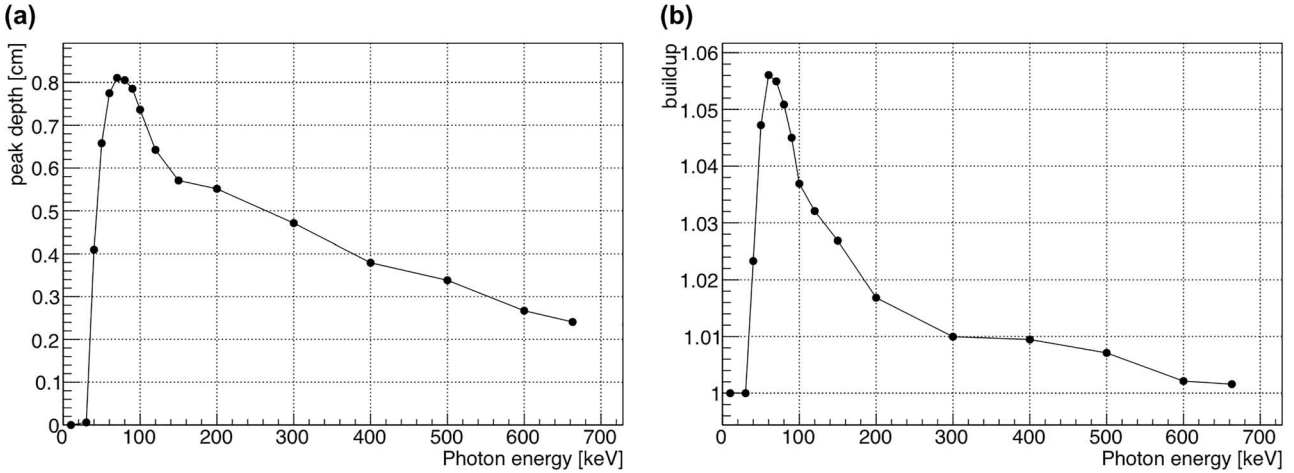 (a)
peak depth [cm]
0.8
0.7
0.6
0.5
0.4
0.3
0.2
0.1
0
0 100 200 300 400 500 600 700
Photon energy [keV]
(b)
buildup
1.06
1.05
1.04
1.03
1.02
1.01
1
0 100 200 300 400 500 600 700
Photon energy [keV]